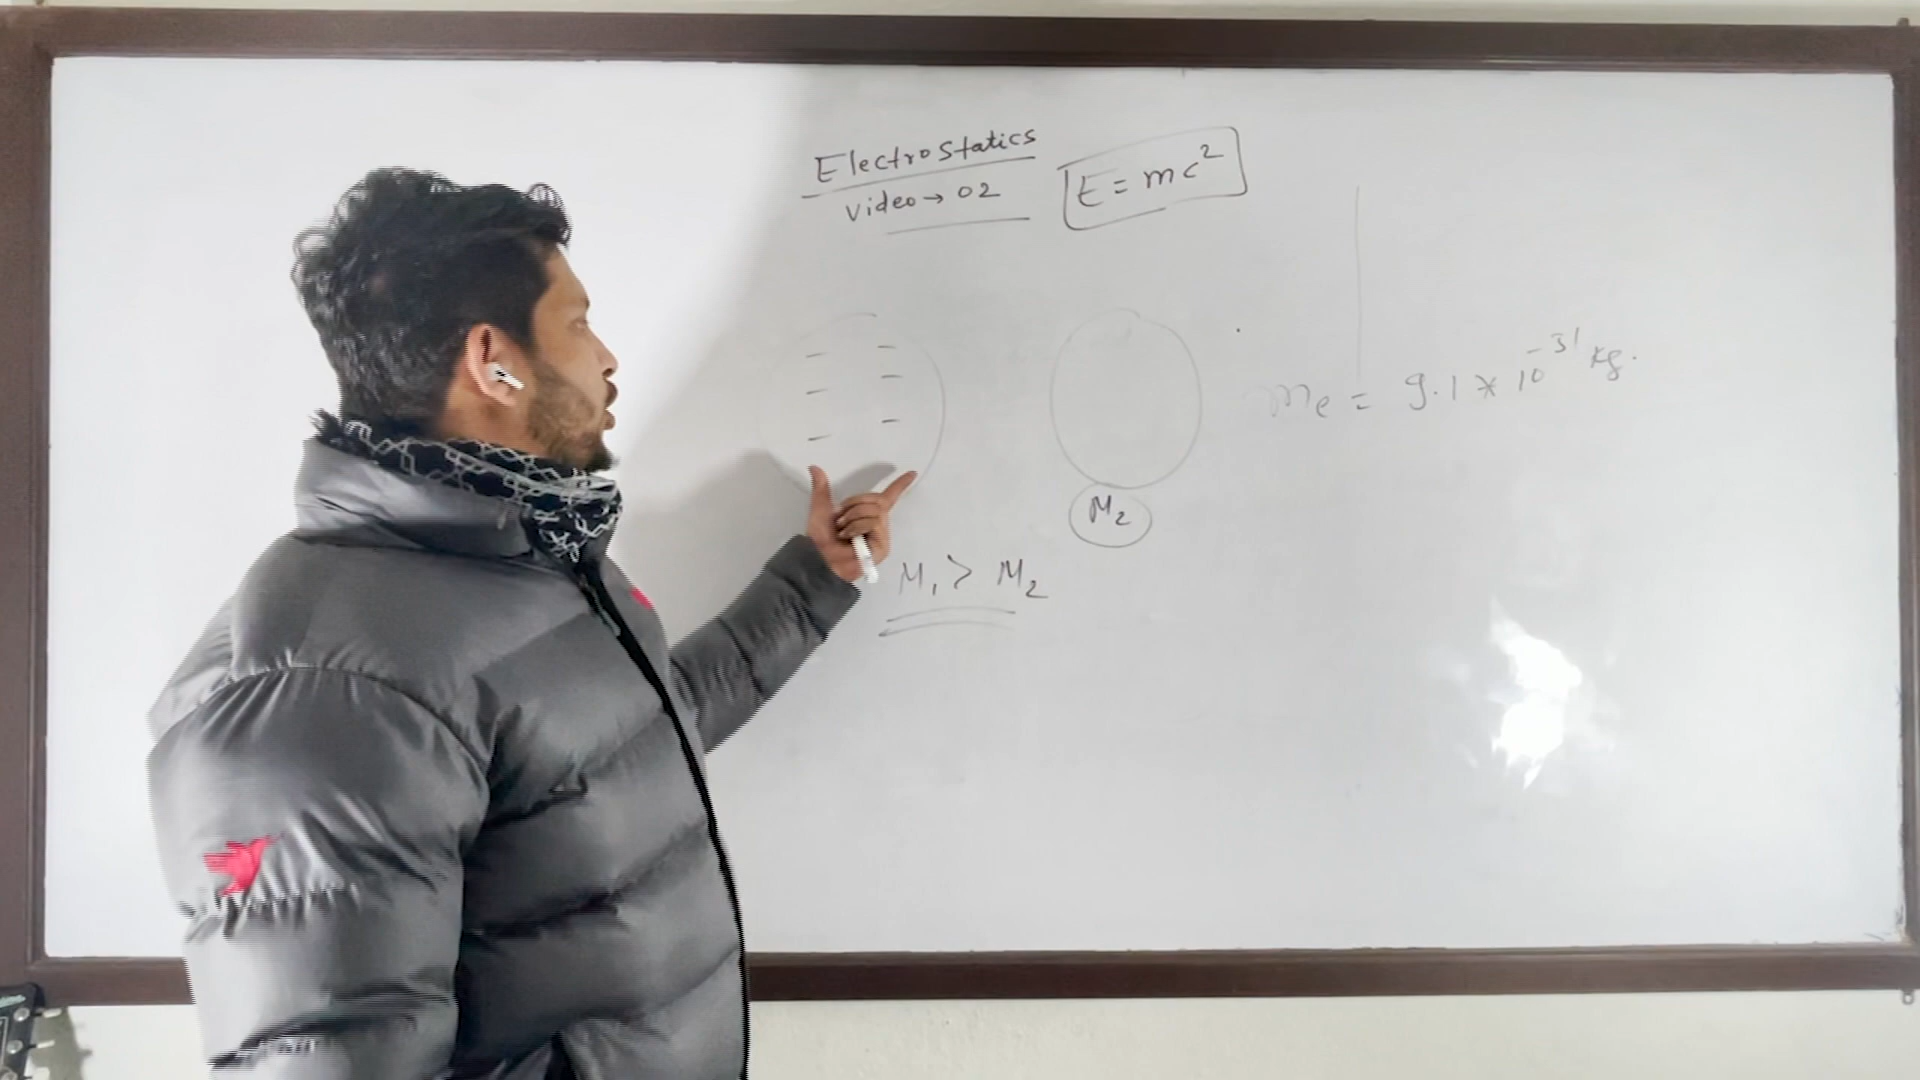 Electrostatics
Video → 02
E = mc²
me = 9.1 * 10⁻³¹ kg.
M₂
M₁ > M₂